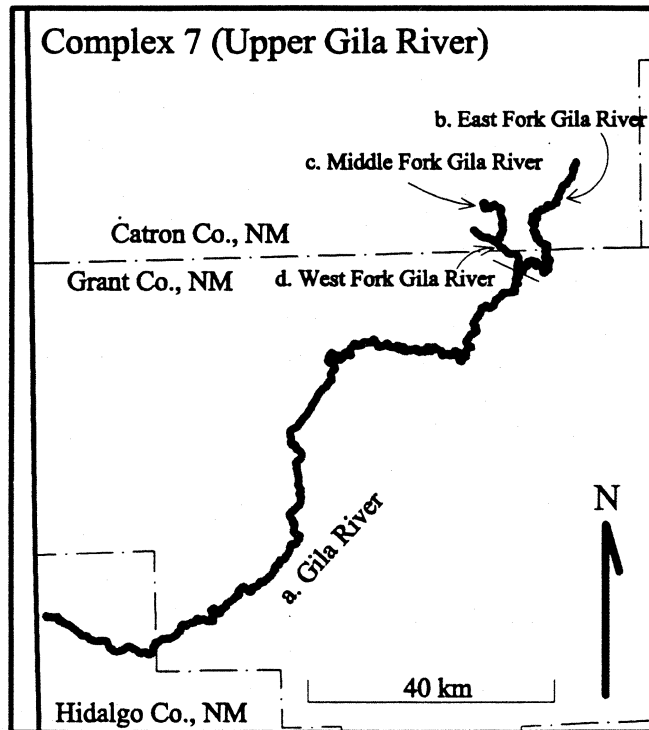 Complex 7 (Upper Gila River)
b. East Fork Gila River
c. Middle Fork Gila River
Catron Co., NM
Grant Co., NM
d. West Fork Gila River
a. Gila River
N
40 km
Hidalgo Co., NM